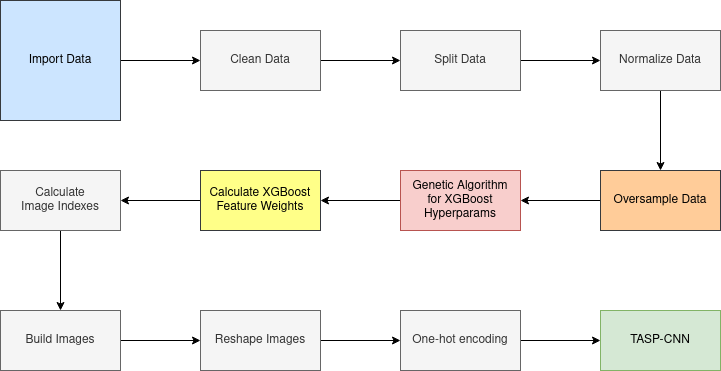 Import Data
Clean Data
Split Data
Normalize Data
Calculate
Image Indexes
Calculate XGBoost
Feature Weights
Genetic Algorithm
for XGBoost
Hyperparams
Oversample Data
Build Images
Reshape Images
One-hot encoding
TASP-CNN